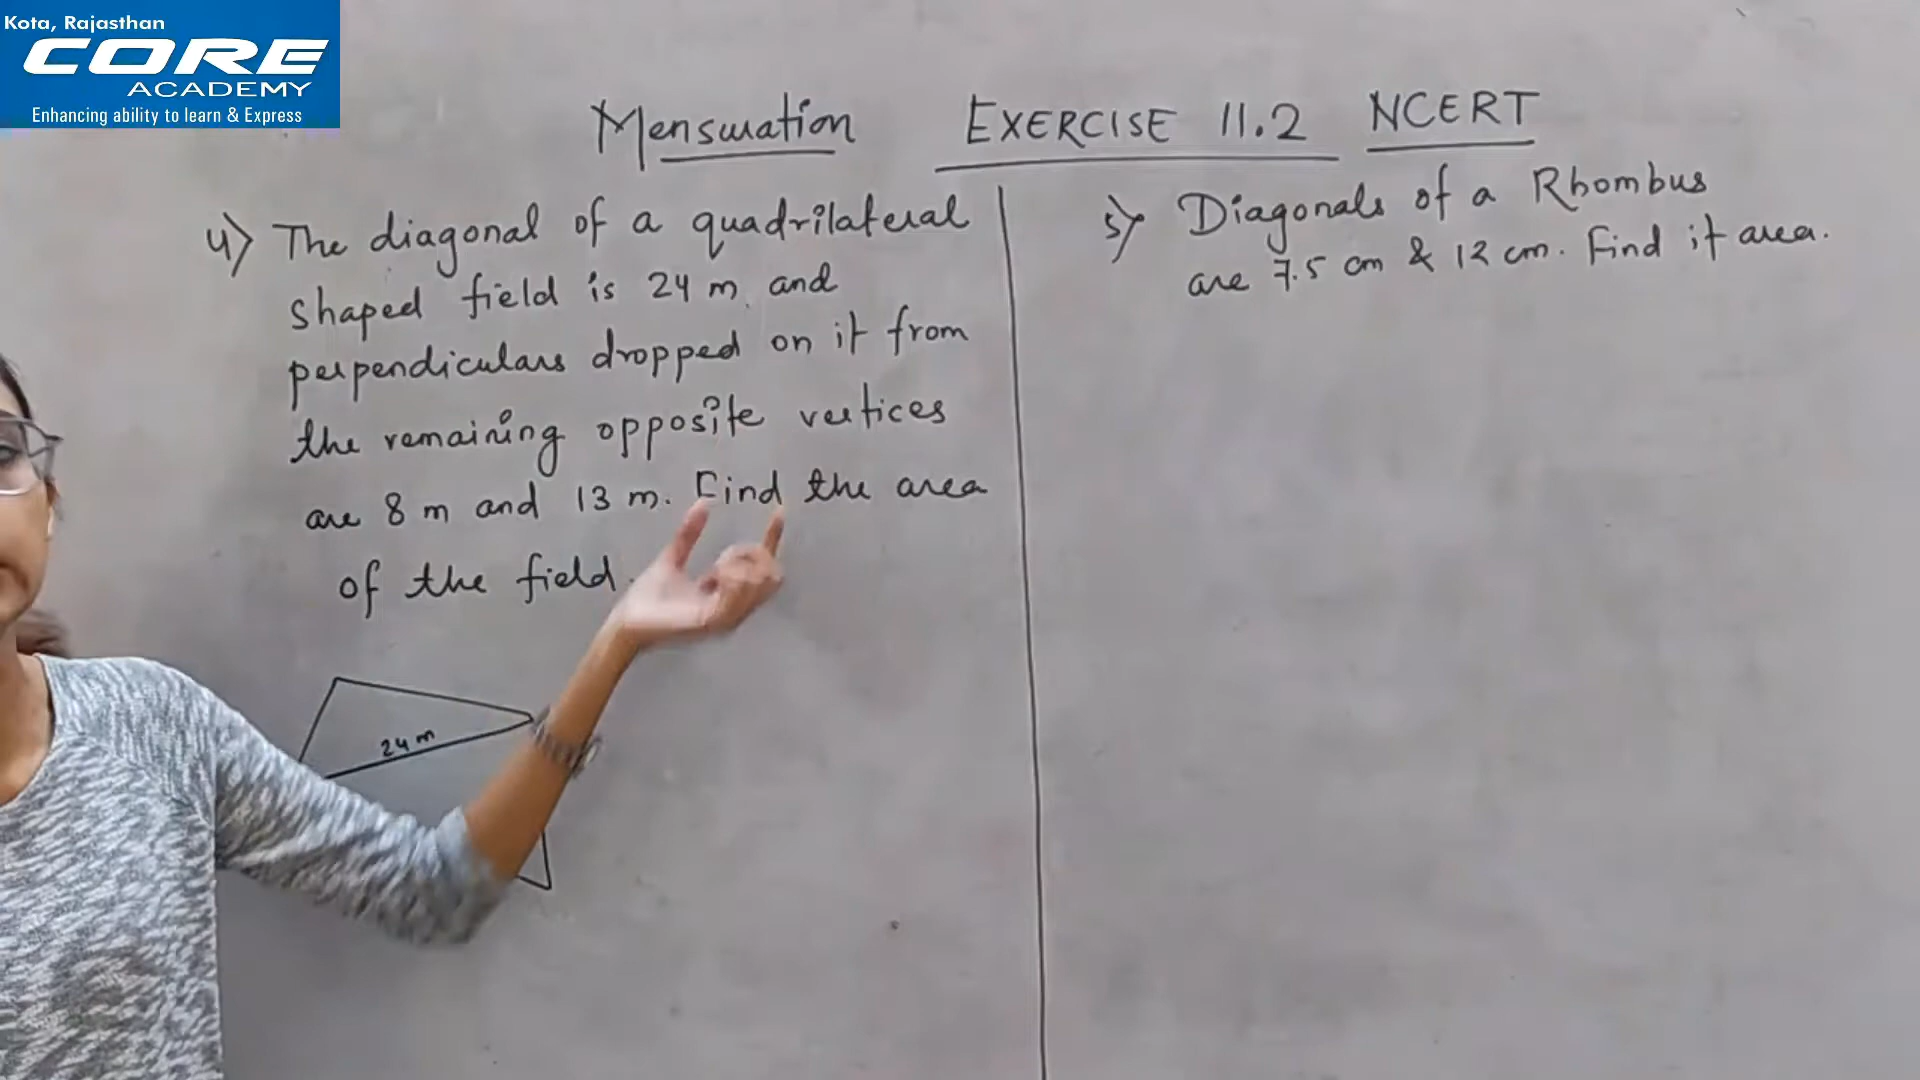 Kota, Rajasthan
CORE
ACADEMY
Enhancing ability to learn & Express
Mensuration EXERCISE 11.2 NCERT
4) The diagonal of a quadrilateral
shaped field is 24 m and
perpendiculars dropped on it from
the remaining opposite vertices
are 8 m and 13 m. Find the area
of the field.
24 m
5) Diagonals of a Rhombus
are 7.5 cm & 12 cm. Find it area.